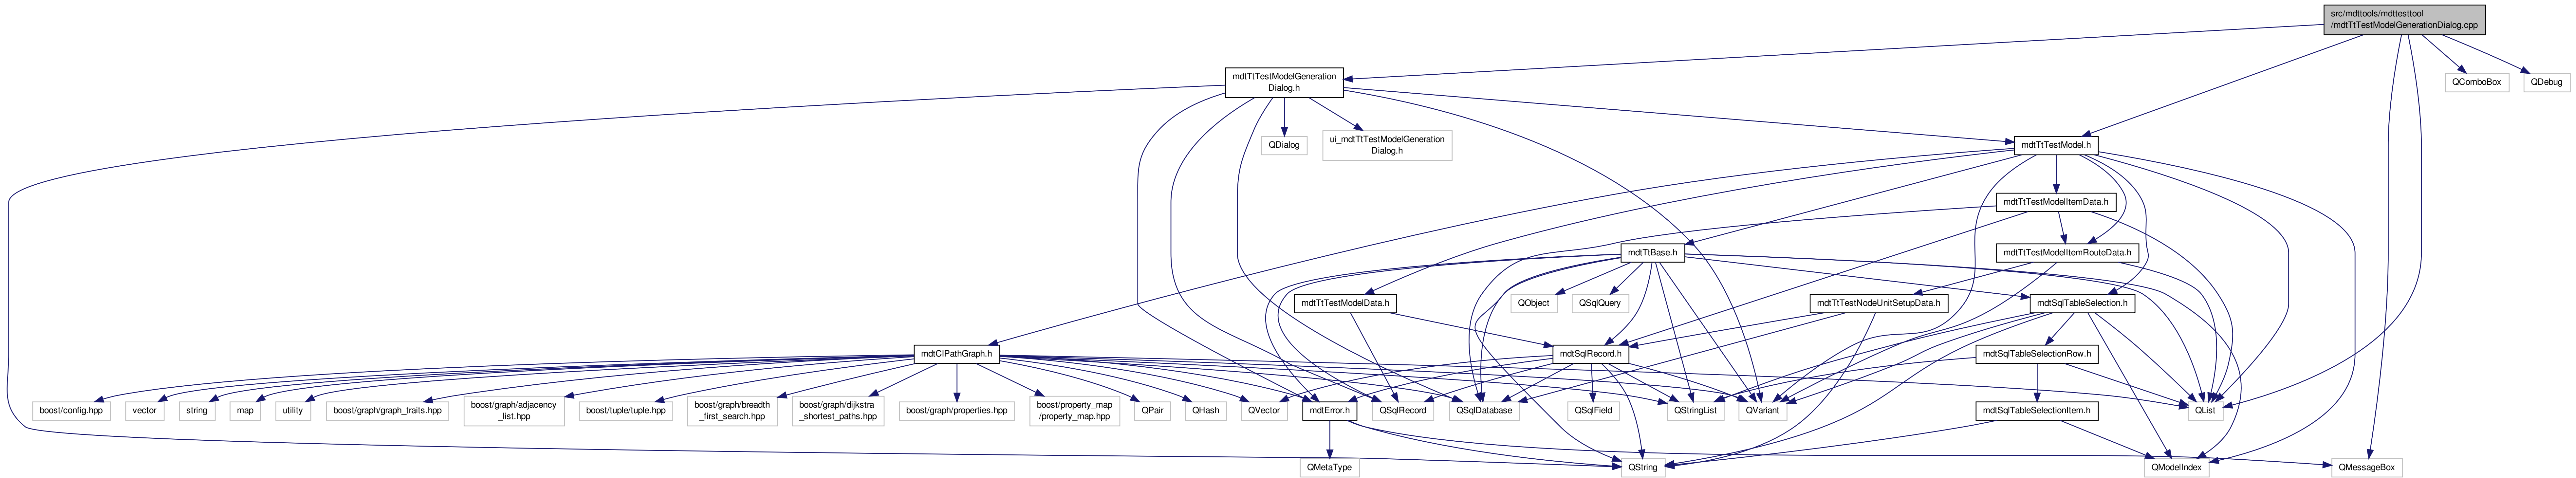 src/mdttools/mdttesttool
/mdtTtTestModelGenerationDialog.cpp
mdtTtTestModelGeneration
Dialog.h
QComboBox
QDebug
QDialog
ui_mdtTtTestModelGeneration
Dialog.h
mdtTtTestModel.h
mdtTtTestModelItemData.h
mdtTtBase.h
mdtTtTestModelItemRouteData.h
mdtTtTestModelData.h
QObject
QSqlQuery
mdtTtTestNodeUnitSetupData.h
mdtSqlTableSelection.h
mdtClPathGraph.h
mdtSqlRecord.h
mdtSqlTableSelectionRow.h
boost/config.hpp
vector
string
map
utility
boost/graph/graph_traits.hpp
boost/graph/adjacency
_list.hpp
boost/tuple/tuple.hpp
boost/graph/breadth
_first_search.hpp
boost/graph/dijkstra
_shortest_paths.hpp
boost/graph/properties.hpp
boost/property_map
/property_map.hpp
QPair
QHash
QVector
mdtError.h
QSqlRecord
QSqlDatabase
QSqlField
QStringList
QVariant
mdtSqlTableSelectionItem.h
QList
QMetaType
QString
QModelIndex
QMessageBox